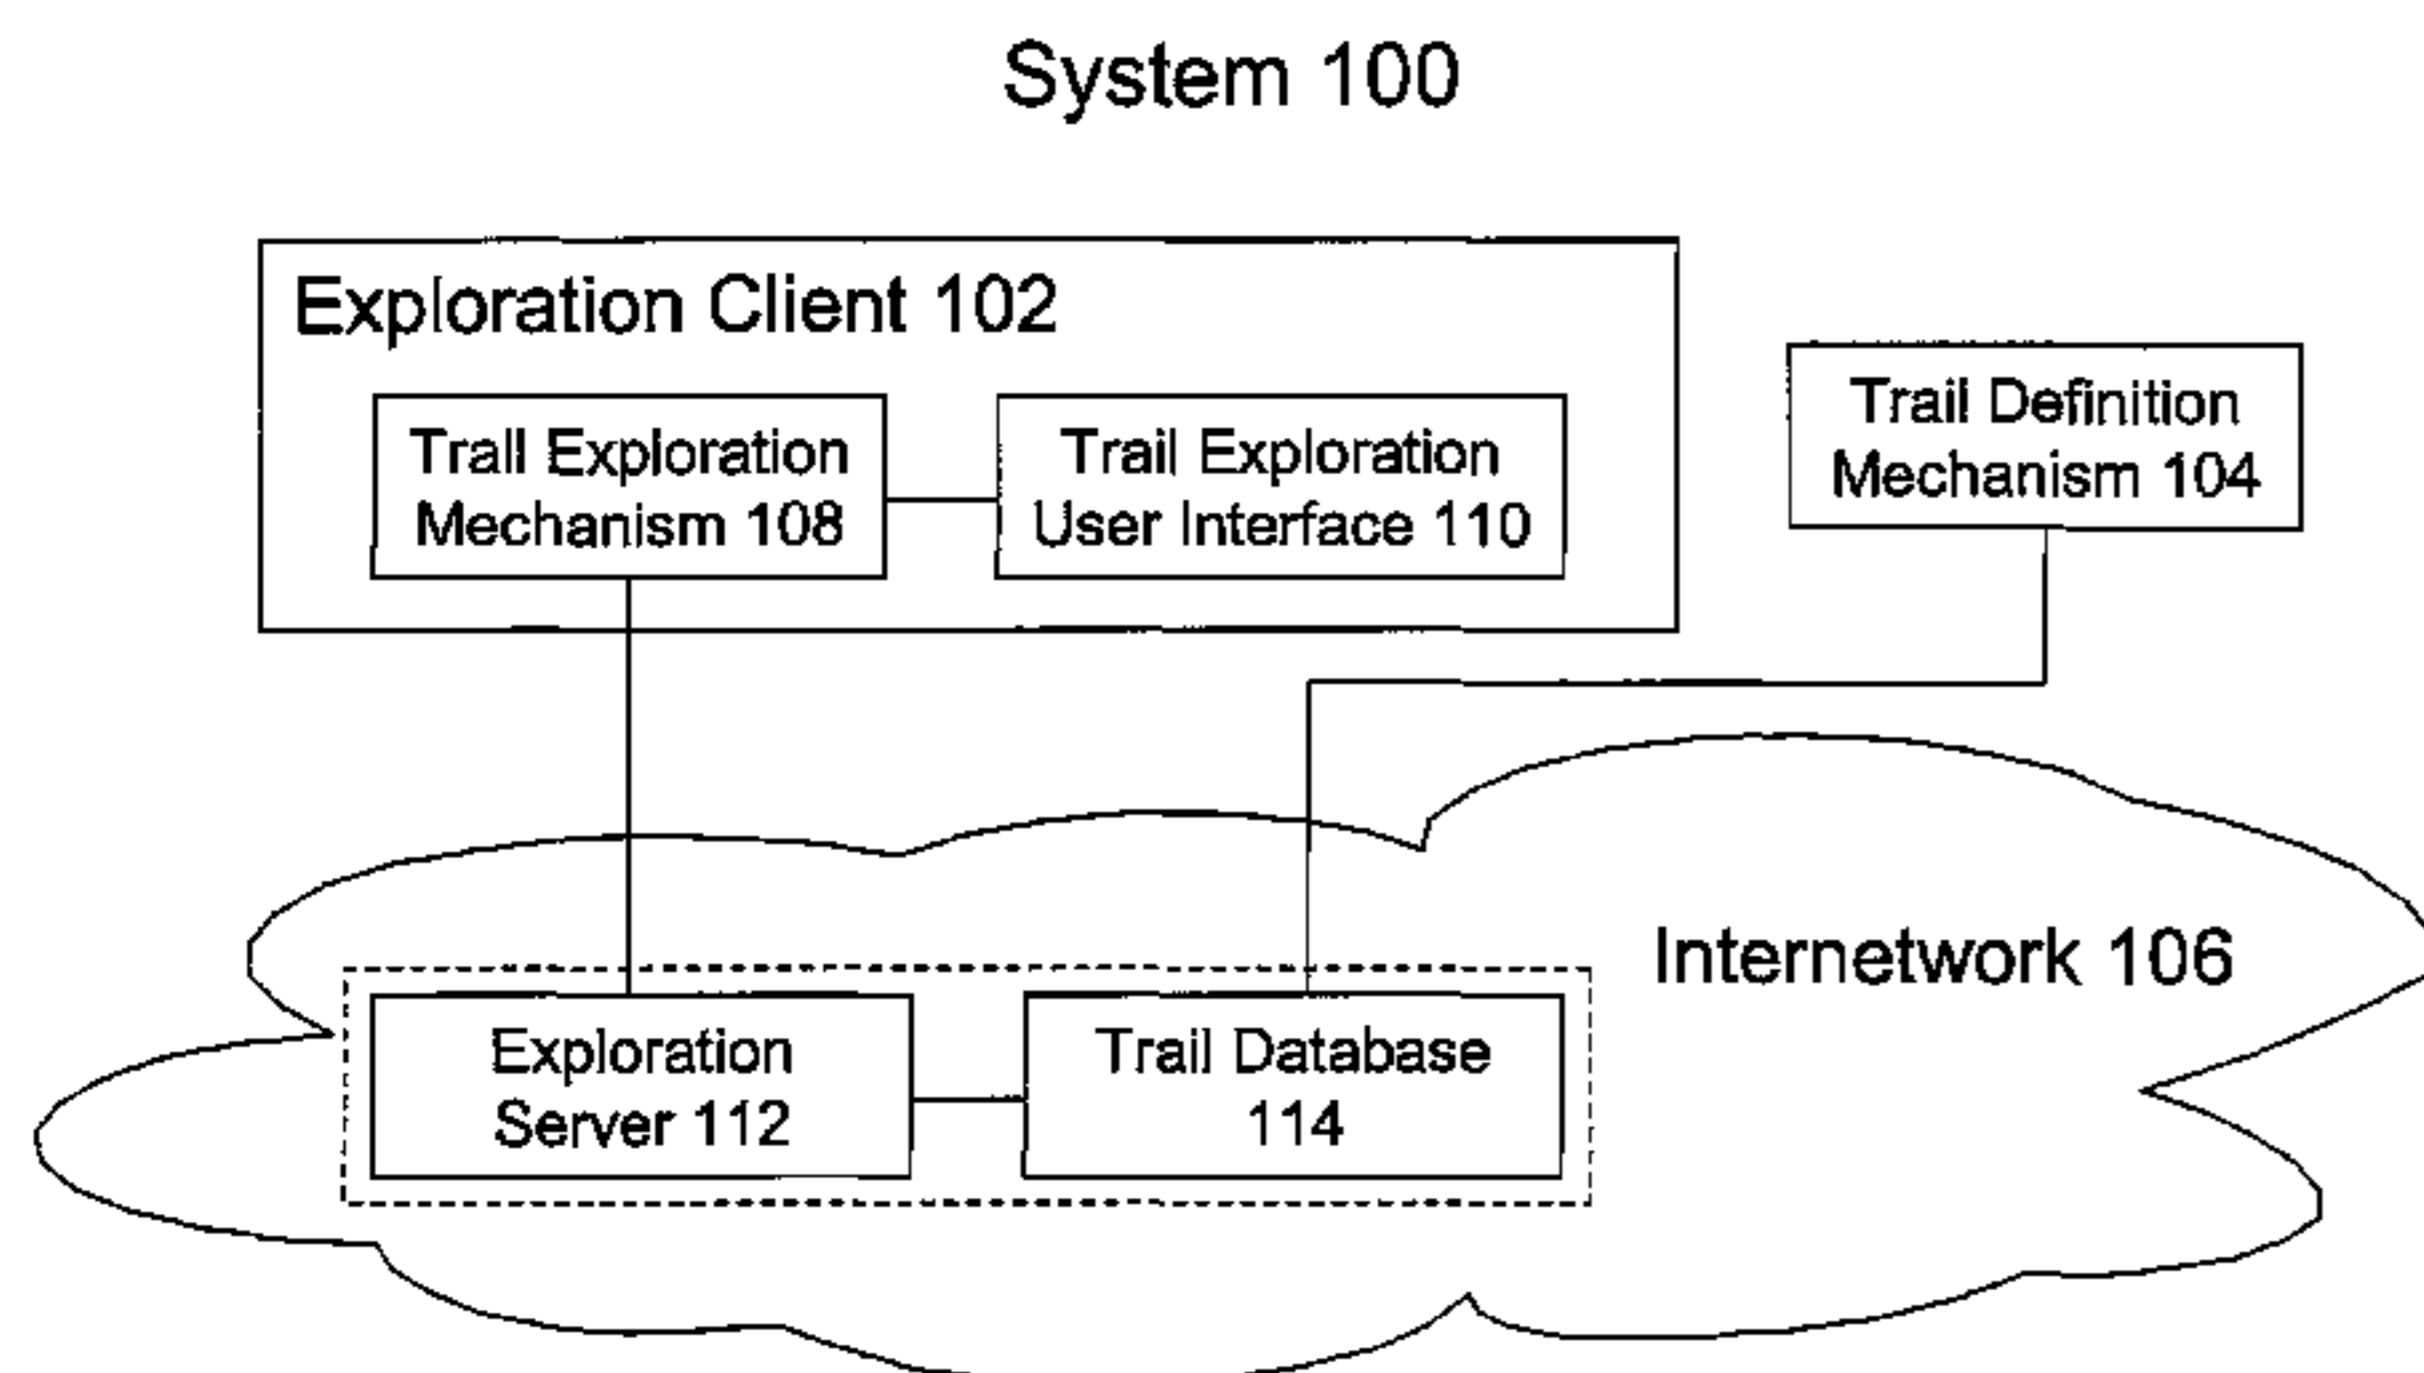 System 100
Exploration Client 102
Trail Exploration
Mechanism 108
Trail Exploration
User Interface 110
Trail Definition
Mechanism 104
Internetwork 106
Exploration
Server 112
Trail Database
114